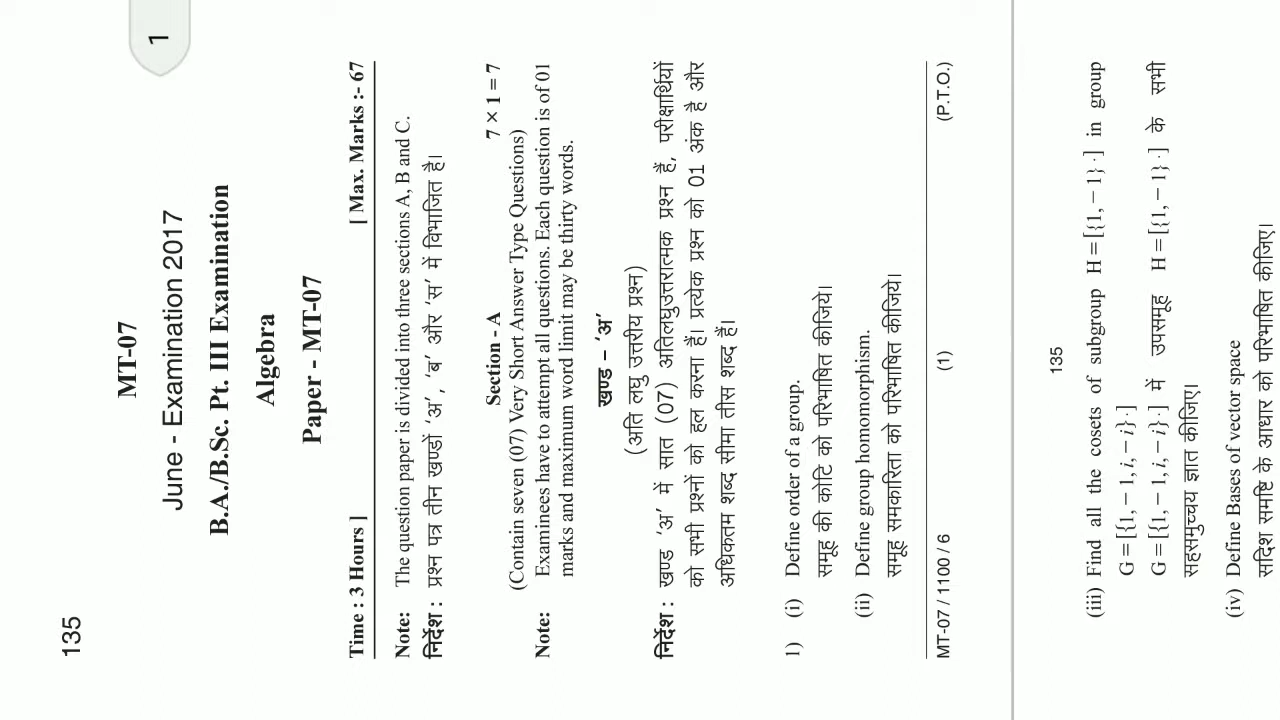 1
135
MT-07
June - Examination 2017
B.A./B.Sc. Pt. III Examination
Algebra
Paper - MT-07
Time : 3 Hours ] [ Max. Marks :- 67
Note: The question paper is divided into three sections A, B and C.
निर्देश : प्रश्न पत्र तीन खण्डों ‘अ’, ‘ब’ और ‘स’ में विभाजित है।
Section - A 7 × 1 = 7
(Contain seven (07) Very Short Answer Type Questions)
Note: Examinees have to attempt all questions. Each question is of 01
marks and maximum word limit may be thirty words.
खण्ड – ‘अ’
(अति लघु उत्तरीय प्रश्न)
निर्देश : खण्ड ‘अ’ में सात (07) अतिलघुउत्तरात्मक प्रश्न हैं, परीक्षार्थियों
को सभी प्रश्नों को हल करना हैं। प्रत्येक प्रश्न को 01 अंक है और
अधिकतम शब्द सीमा तीस शब्द हैं।
1) (i) Define order of a group.
समूह की कोटि को परिभाषित कीजिये।
(ii) Define group homomorphism.
समूह समकारिता को परिभाषित कीजिये।
MT-07 / 1100 / 6 (1) (P.T.O.)
135
(iii) Find all the cosets of subgroup H = [{1, – 1} ·] in group
G = [{1, – 1, i, – i} ·]
G = [{1, – 1, i, – i} ·] में उपसमूह H = [{1, – 1} ·] के सभी
सहसमुच्चय ज्ञात कीजिए।
(iv) Define Bases of vector space
सदिश समष्टि के आधार को परिभाषित कीजिए।